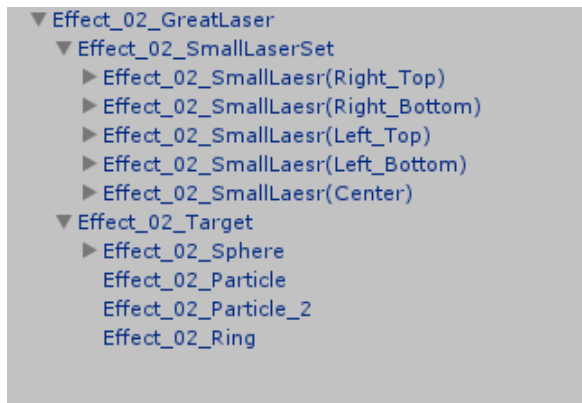 Effect_02_GreatLaser
Effect_02_SmallLaserSet
Effect_02_SmallLaesr(Right_Top)
Effect_02_SmallLaesr(Right_Bottom)
Effect_02_SmallLaesr(Left_Top)
Effect_02_SmallLaesr(Left_Bottom)
Effect_02_SmallLaesr(Center)
Effect_02_Target
Effect_02_Sphere
Effect_02_Particle
Effect_02_Particle_2
Effect_02_Ring